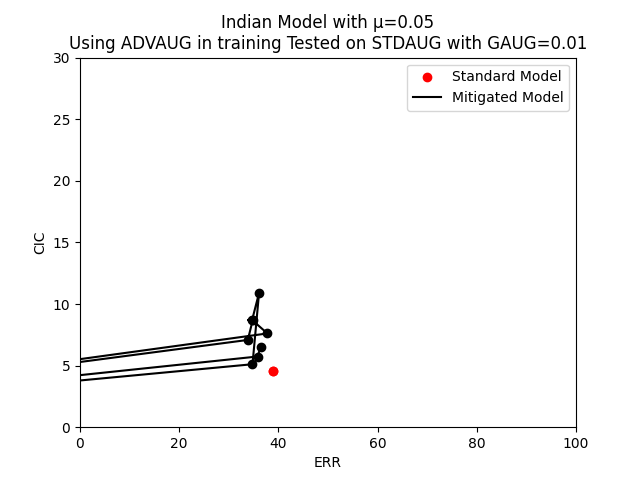 Indian Model with μ=0.05
Using ADVAUG in training Tested on STDAUG with GAUG=0.01
Standard Model
Mitigated Model
30
25
20
15
10
5
0
CIC
0 20 40 60 80 100
ERR